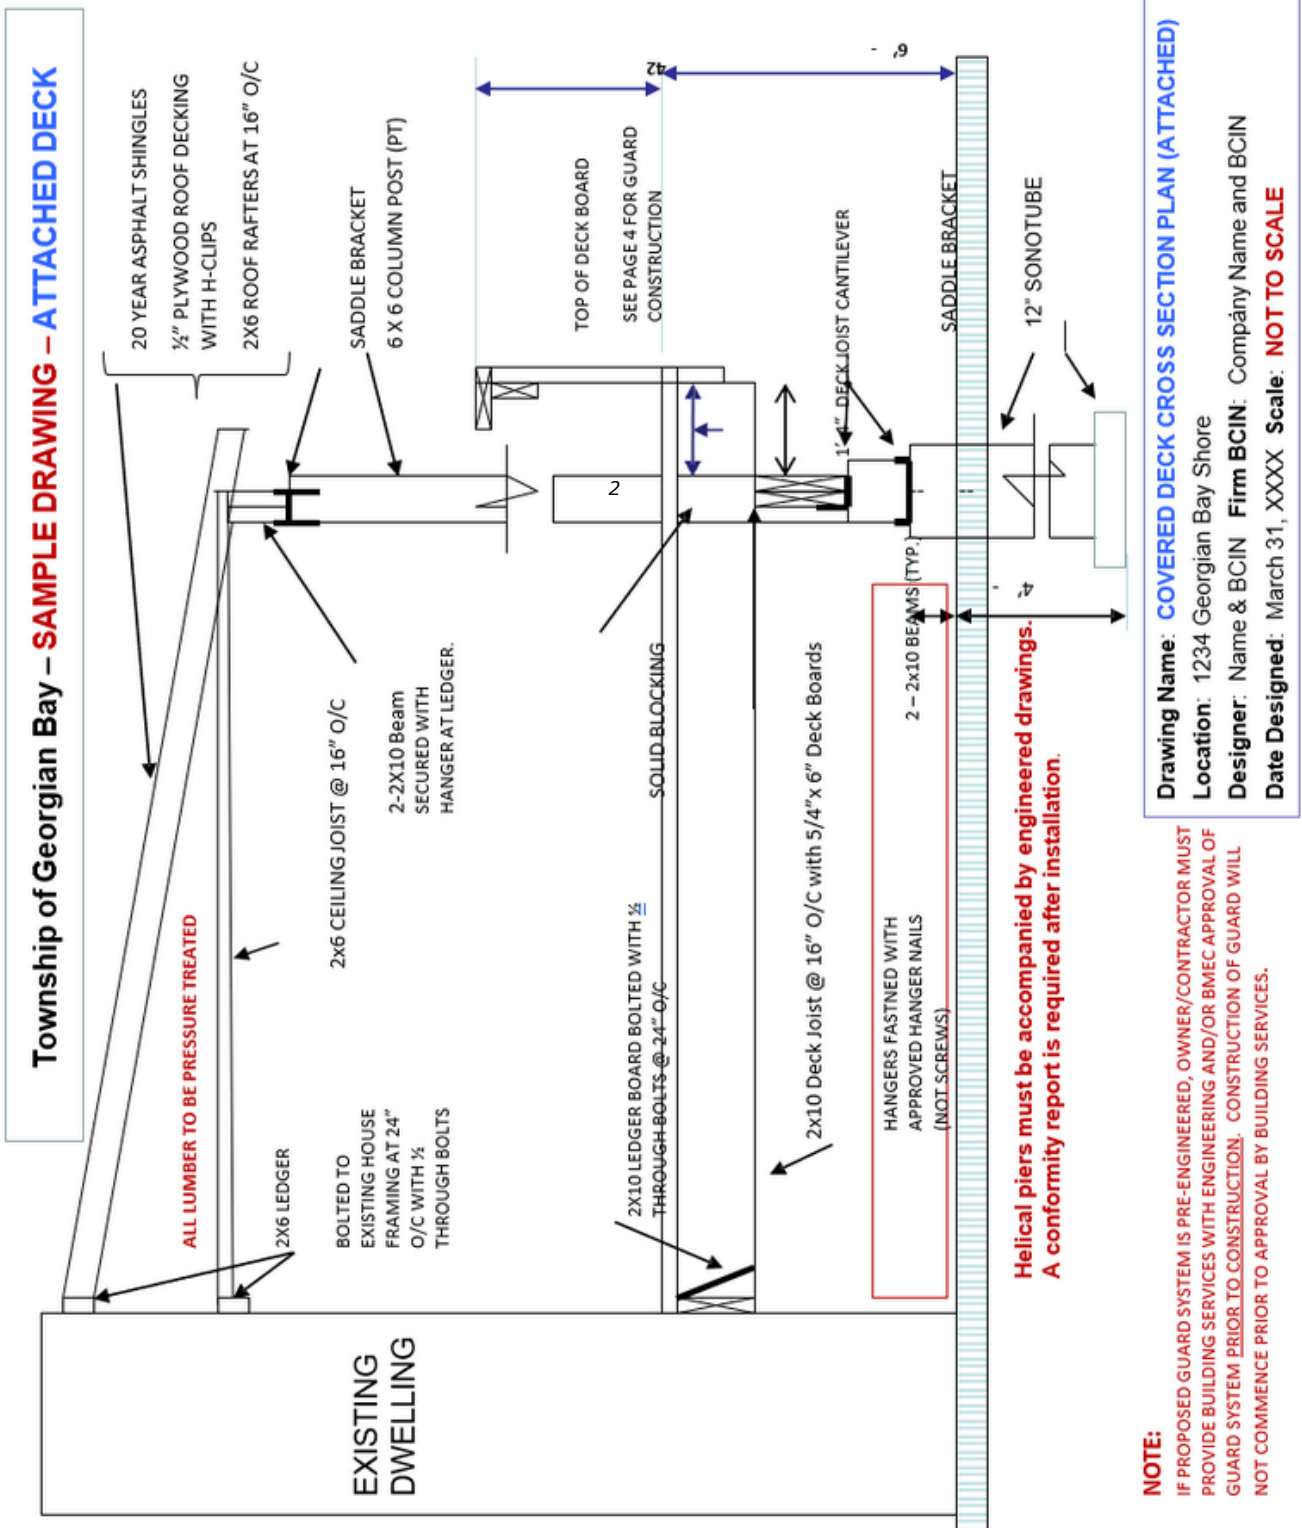 Township of Georgian Bay – SAMPLE DRAWING – ATTACHED DECK
20 YEAR ASPHALT SHINGLES
½” PLYWOOD ROOF DECKING
WITH H-CLIPS
2X6 ROOF RAFTERS AT 16” O/C
ALL LUMBER TO BE PRESSURE TREATED
SADDLE BRACKET
6 X 6 COLUMN POST (PT)
2X6 LEDGER
BOLTED TO
EXISTING HOUSE
FRAMING AT 24”
O/C WITH ½
THROUGH BOLTS
2x6 CEILING JOIST @ 16” O/C
2-2X10 Beam
SECURED WITH
HANGER AT LEDGER.
EXISTING
DWELLING
42
6’ -
TOP OF DECK BOARD
SEE PAGE 4 FOR GUARD
CONSTRUCTION
2
SOLID BLOCKING
2X10 LEDGER BOARD BOLTED WITH ½
THROUGH BOLTS @ 24” O/C
2x10 Deck Joist @ 16” O/C with 5/4”x 6” Deck Boards
DECK JOIST CANTILEVER
SADDLE BRACKET
12” SONOTUBE
HANGERS FASTNED WITH
APPROVED HANGER NAILS
(NOT SCREWS)
2 – 2x10 BEAMS (TYP.)
4’ -
Helical piers must be accompanied by engineered drawings.
A conformity report is required after installation.
NOTE:
IF PROPOSED GUARD SYSTEM IS PRE-ENGINEERED, OWNER/CONTRACTOR MUST
PROVIDE BUILDING SERVICES WITH ENGINEERING AND/OR BMEC APPROVAL OF
GUARD SYSTEM PRIOR TO CONSTRUCTION. CONSTRUCTION OF GUARD WILL
NOT COMMENCE PRIOR TO APPROVAL BY BUILDING SERVICES.
Drawing Name: COVERED DECK CROSS SECTION PLAN (ATTACHED)
Location: 1234 Georgian Bay Shore
Designer: Name & BCIN Firm BCIN: Company Name and BCIN
Date Designed: March 31, XXXX Scale: NOT TO SCALE